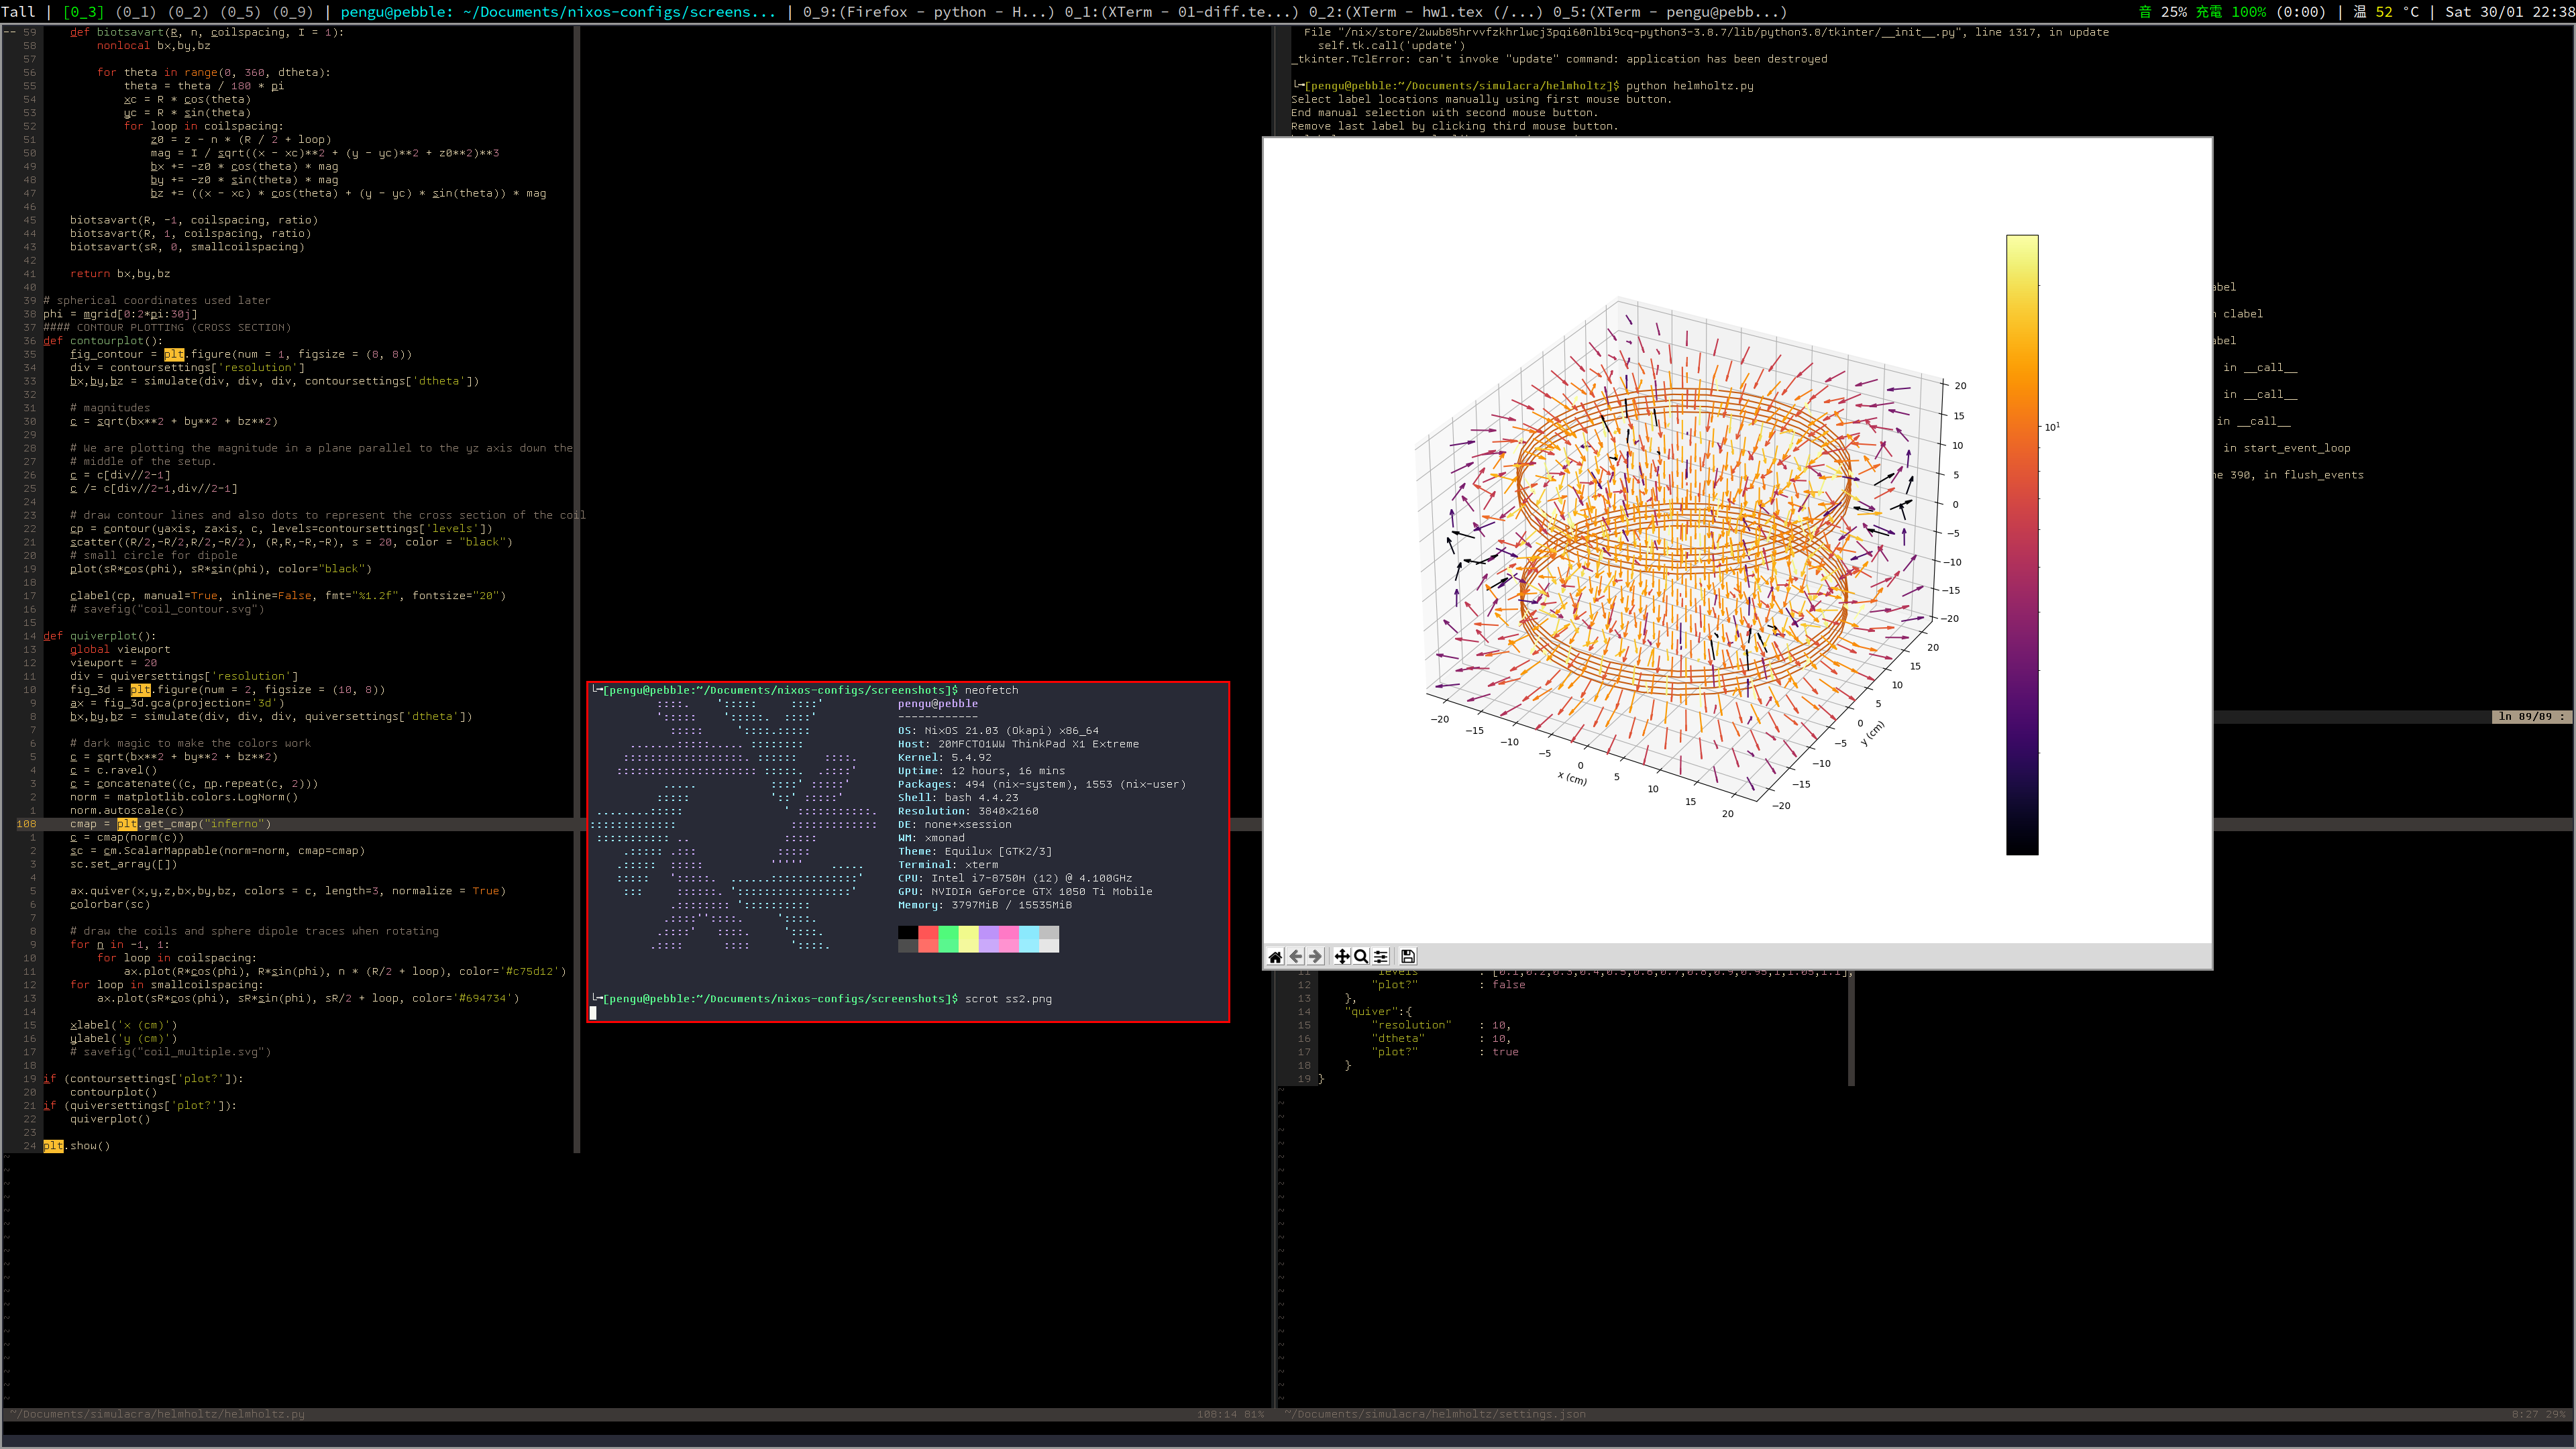 Tall | [0_3] (0_1) (0_2) (0_5) (0_9) | pengu@pebble: ~/Documents/nixos-configs/screens... | 0_9:(Firefox - python - H...) 0_1:(XTerm - 01-diff.te...) 0_2:(XTerm - hw1.tex (/...) 0_5:(XTerm - pengu@pebb...)
音 25% 充電 100% (0:00) | 温 52 °C | Sat 30/01 22:38
-- 59     def biotsavart(R, n, coilspacing, I = 1):
58         nonlocal bx,by,bz
57
56         for theta in range(0, 360, dtheta):
55             theta = theta / 180 * pi
54             xc = R * cos(theta)
53             yc = R * sin(theta)
52             for loop in coilspacing:
51                 z0 = z - n * (R / 2 + loop)
50                 mag = I / sqrt((x - xc)**2 + (y - yc)**2 + z0**2)**3
49                 bx += -z0 * cos(theta) * mag
48                 by += -z0 * sin(theta) * mag
47                 bz += ((x - xc) * cos(theta) + (y - yc) * sin(theta)) * mag
46
45     biotsavart(R, -1, coilspacing, ratio)
44     biotsavart(R, 1, coilspacing, ratio)
43     biotsavart(sR, 0, smallcoilspacing)
42
41     return bx,by,bz
40
39 # spherical coordinates used later
38 phi = mgrid[0:2*pi:30j]
37 #### CONTOUR PLOTTING (CROSS SECTION)
36 def contourplot():
35     fig_contour = plt.figure(num = 1, figsize = (8, 8))
34     div = contoursettings['resolution']
33     bx,by,bz = simulate(div, div, div, contoursettings['dtheta'])
32
31     # magnitudes
30     c = sqrt(bx**2 + by**2 + bz**2)
29
28     # We are plotting the magnitude in a plane parallel to the yz axis down the
27     # middle of the setup.
26     c = c[div//2-1]
25     c /= c[div//2-1,div//2-1]
24
23     # draw contour lines and also dots to represent the cross section of the coil
22     cp = contour(yaxis, zaxis, c, levels=contoursettings['levels'])
21     scatter((R/2,-R/2,R/2,-R/2), (R,R,-R,-R), s = 20, color = "black")
20     # small circle for dipole
19     plot(sR*cos(phi), sR*sin(phi), color="black")
18
17     clabel(cp, manual=True, inline=False, fmt="%1.2f", fontsize="20")
16     # savefig("coil_contour.svg")
15
14 def quiverplot():
13     global viewport
12     viewport = 20
11     div = quiversettings['resolution']
10     fig_3d = plt.figure(num = 2, figsize = (10, 8))
9     ax = fig_3d.gca(projection='3d')
8     bx,by,bz = simulate(div, div, div, quiversettings['dtheta'])
7
6     # dark magic to make the colors work
5     c = sqrt(bx**2 + by**2 + bz**2)
4     c = c.ravel()
3     c = concatenate((c, np.repeat(c, 2)))
2     norm = matplotlib.colors.LogNorm()
1     norm.autoscale(c)
108     cmap = plt.get_cmap("inferno")
1     c = cmap(norm(c))
2     sc = cm.ScalarMappable(norm=norm, cmap=cmap)
3     sc.set_array([])
4
5     ax.quiver(x,y,z,bx,by,bz, colors = c, length=3, normalize = True)
6     colorbar(sc)
7
8     # draw the coils and sphere dipole traces when rotating
9     for n in -1, 1:
10         for loop in coilspacing:
11             ax.plot(R*cos(phi), R*sin(phi), n * (R/2 + loop), color='#c75d12')
12     for loop in smallcoilspacing:
13         ax.plot(sR*cos(phi), sR*sin(phi), sR/2 + loop, color='#694734')
14
15     xlabel('x (cm)')
16     ylabel('y (cm)')
17     # savefig("coil_multiple.svg")
18
19 if (contoursettings['plot?']):
20     contourplot()
21 if (quiversettings['plot?']):
22     quiverplot()
23
24 plt.show()
~/Documents/simulacra/helmholtz/helmholtz.py 108:14 81%
File "/nix/store/2wwb85hrvvfzkhrlwcj3pqi60nlbi9cq-python3-3.8.7/lib/python3.8/tkinter/__init__.py", line 1317, in update
self.tk.call('update')
_tkinter.TclError: can't invoke "update" command: application has been destroyed
[pengu@pebble:~/Documents/simulacra/helmholtz]$ python helmholtz.py
Select label locations manually using first mouse button.
End manual selection with second mouse button.
Remove last label by clicking third mouse button.
abel
n clabel
abel
in __call__
in __call__
in __call__
in start_event_loop
ne 390, in flush_events
ln 89/89 :
20
15
10
5
0
−5
−10
−15
−20
20
15
10
5
0
−5
−10
−15
−20
y (cm)
−20
−15
−10
−5
0
5
10
15
20
x (cm)
10¹
[pengu@pebble:~/Documents/nixos-configs/screenshots]$ neofetch
pengu@pebble
------------
OS: NixOS 21.03 (Okapi) x86_64
Host: 20MFCTO1WW ThinkPad X1 Extreme
Kernel: 5.4.92
Uptime: 12 hours, 16 mins
Packages: 494 (nix-system), 1553 (nix-user)
Shell: bash 4.4.23
Resolution: 3840x2160
DE: none+xsession
WM: xmonad
Theme: Equilux [GTK2/3]
Terminal: xterm
CPU: Intel i7-8750H (12) @ 4.100GHz
GPU: NVIDIA GeForce GTX 1050 Ti Mobile
Memory: 3797MiB / 15535MiB
[pengu@pebble:~/Documents/nixos-configs/screenshots]$ scrot ss2.png
11 "levels" : [0.1,0.2,0.3,0.4,0.5,0.6,0.7,0.8,0.9,0.95,1,1.05,1.1],
12         "plot?"         : false
13     },
14     "quiver":{
15         "resolution"    : 10,
16         "dtheta"        : 10,
17         "plot?"         : true
18     }
19 }
~/Documents/simulacra/helmholtz/settings.json 8:27 29%